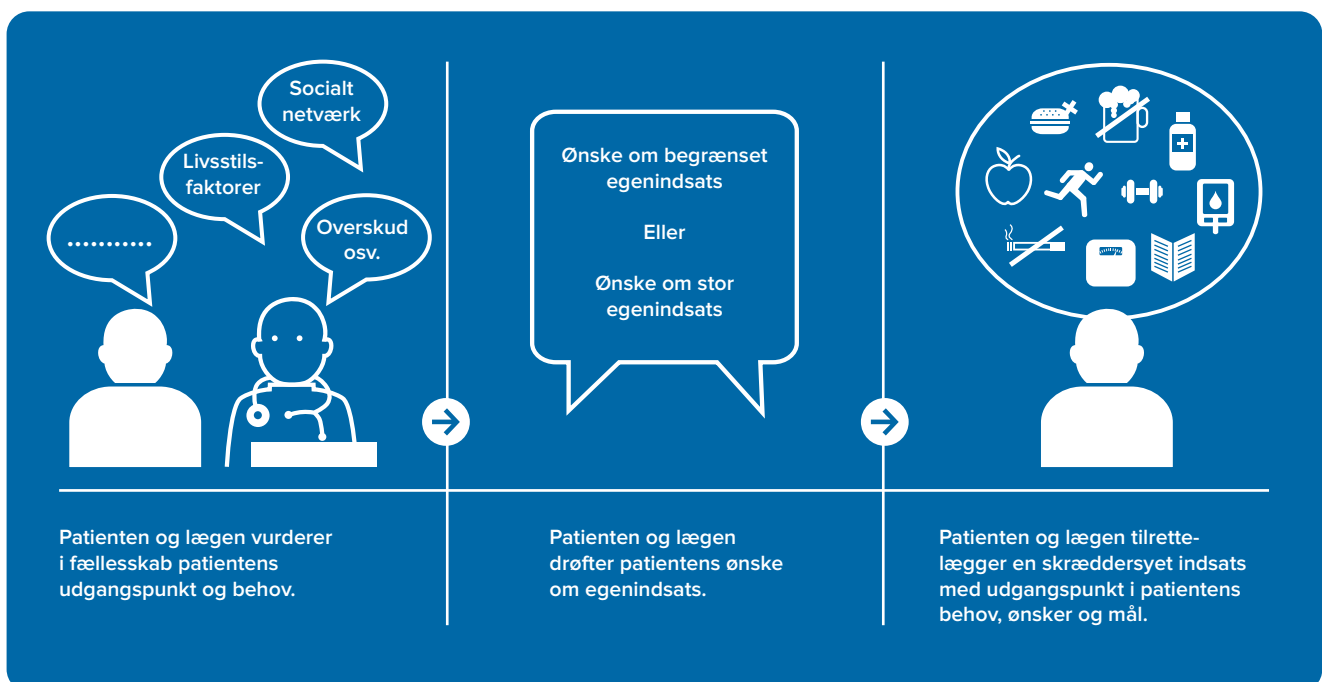 Socialt
netværk
Livsstils-
faktorer
...........
Overskud
osv.
Patienten og lægen vurderer
i fællesskab patientens
udgangspunkt og behov.
Ønske om begrænset
egenindsats
Eller
Ønske om stor
egenindsats
Patienten og lægen
drøfter patientens ønske
om egenindsats.
Patienten og lægen tilrette-
lægger en skræddersyet indsats
med udgangspunkt i patientens
behov, ønsker og mål.